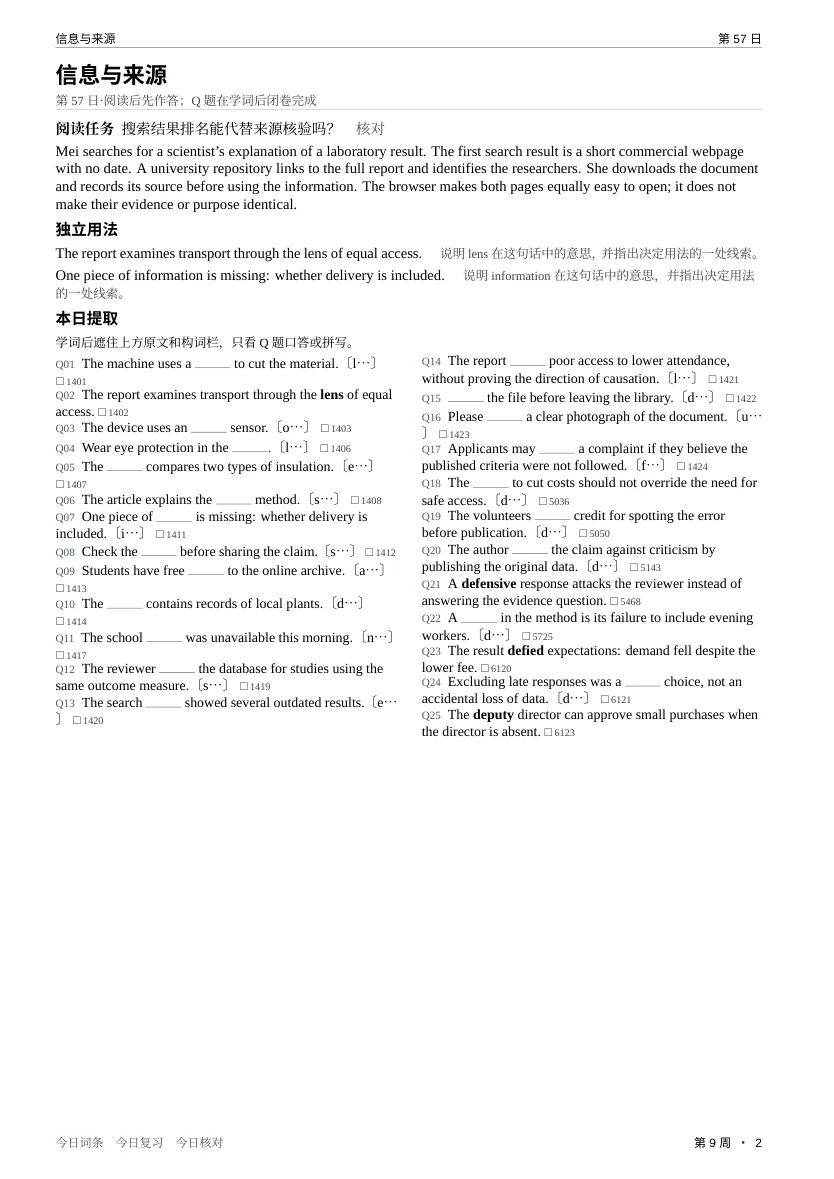 信息与来源
第 57 日
信息与来源
第 57 日·阅读后先作答；Q 题在学词后闭卷完成
阅读任务 搜索结果排名能代替来源核验吗？ 核对
Mei searches for a scientist’s explanation of a laboratory result. The first search result is a short commercial webpage
with no date. A university repository links to the full report and identifies the researchers. She downloads the document
and records its source before using the information. The browser makes both pages equally easy to open; it does not
make their evidence or purpose identical.
独立用法
The report examines transport through the lens of equal access. 说明 lens 在这句话中的意思，并指出决定用法的一处线索。
One piece of information is missing: whether delivery is included. 说明 information 在这句话中的意思，并指出决定用法
的一处线索。
本日提取
学词后遮住上方原文和构词栏，只看 Q 题口答或拼写。
Q01 The machine uses a _____ to cut the material.〔l…〕
□ 1401
Q02 The report examines transport through the lens of equal
access. □ 1402
Q03 The device uses an _____ sensor.〔o…〕 □ 1403
Q04 Wear eye protection in the _____.〔l…〕 □ 1406
Q05 The _____ compares two types of insulation.〔e…〕
□ 1407
Q06 The article explains the _____ method.〔s…〕 □ 1408
Q07 One piece of _____ is missing: whether delivery is
included.〔i…〕 □ 1411
Q08 Check the _____ before sharing the claim.〔s…〕 □ 1412
Q09 Students have free _____ to the online archive.〔a…〕
□ 1413
Q10 The _____ contains records of local plants.〔d…〕
□ 1414
Q11 The school _____ was unavailable this morning.〔n…〕
□ 1417
Q12 The reviewer _____ the database for studies using the
same outcome measure.〔s…〕 □ 1419
Q13 The search _____ showed several outdated results.〔e…
〕 □ 1420
Q14 The report _____ poor access to lower attendance,
without proving the direction of causation.〔l…〕 □ 1421
Q15 _____ the file before leaving the library.〔d…〕 □ 1422
Q16 Please _____ a clear photograph of the document.〔u…
〕 □ 1423
Q17 Applicants may _____ a complaint if they believe the
published criteria were not followed.〔f…〕 □ 1424
Q18 The _____ to cut costs should not override the need for
safe access.〔d…〕 □ 5036
Q19 The volunteers _____ credit for spotting the error
before publication.〔d…〕 □ 5050
Q20 The author _____ the claim against criticism by
publishing the original data.〔d…〕 □ 5143
Q21 A defensive response attacks the reviewer instead of
answering the evidence question. □ 5468
Q22 A _____ in the method is its failure to include evening
workers.〔d…〕 □ 5725
Q23 The result defied expectations: demand fell despite the
lower fee. □ 6120
Q24 Excluding late responses was a _____ choice, not an
accidental loss of data.〔d…〕 □ 6121
Q25 The deputy director can approve small purchases when
the director is absent. □ 6123
今日词条 今日复习 今日核对
第 9 周 · 2